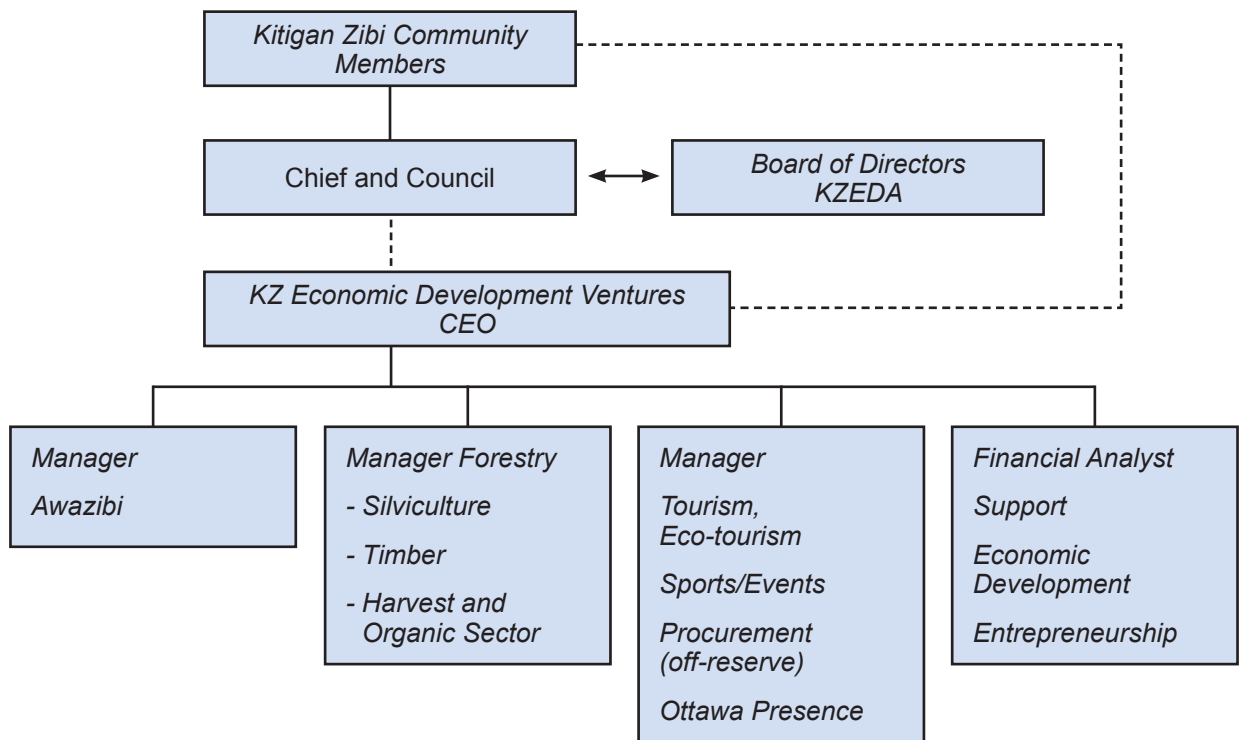 Kitigan Zibi Community
Members
Chief and Council
Board of Directors
KZEDA
KZ Economic Development Ventures
CEO
Manager
Awazibi
Manager Forestry
- Silviculture
- Timber
- Harvest and
Organic Sector
Manager
Tourism,
Eco-tourism
Sports/Events
Procurement
(off-reserve)
Ottawa Presence
Financial Analyst
Support
Economic
Development
Entrepreneurship